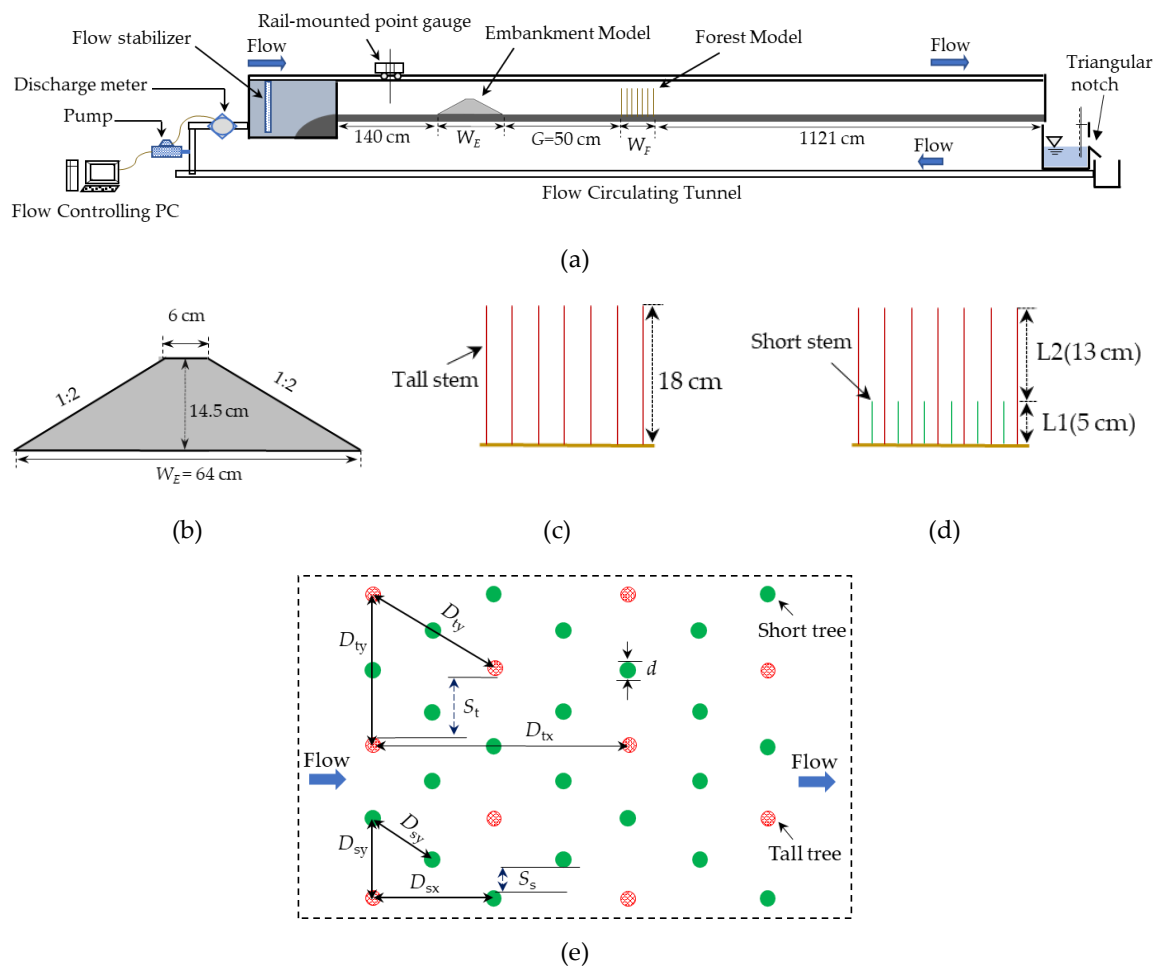 Rail-mounted point gauge
Embankment Model
Flow stabilizer
Flow
Forest Model
Flow
Discharge meter
Triangular
notch
Pump
140 cm
W_E
G=50 cm
W_F
1121 cm
Flow
Flow Controlling PC
Flow Circulating Tunnel
(a)
6 cm
1:2
1:2
14.5 cm
W_E = 64 cm
(b)
Tall stem
18 cm
(c)
Short stem
L2(13 cm)
L1(5 cm)
(d)
D_ty
D_ty
Short tree
d
S_t
D_tx
Flow
Flow
D_sy
D_sy
Tall tree
D_sx
S_s
(e)